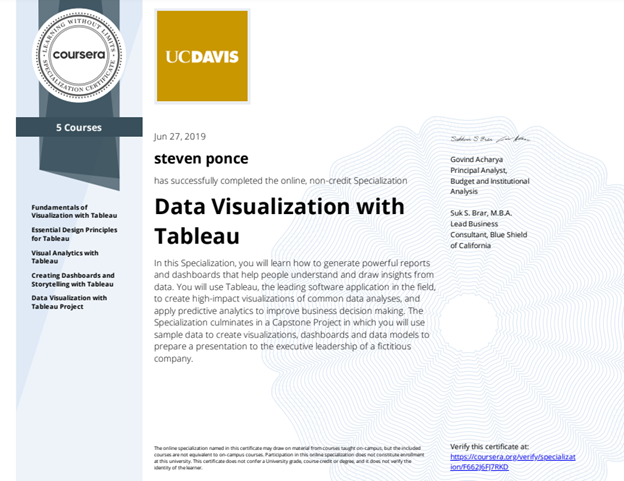 LEARNING WITHOUT LIMITS
coursera
SPECIALIZATION CERTIFICATE
5 Courses
Fundamentals of
Visualization with Tableau
Essential Design Principles
for Tableau
Visual Analytics with
Tableau
Creating Dashboards and
Storytelling with Tableau
Data Visualization with
Tableau Project
UCDAVIS
Jun 27, 2019
steven ponce
has successfully completed the online, non-credit Specialization
Data Visualization with
Tableau
In this Specialization, you will learn how to generate powerful reports
and dashboards that help people understand and draw insights from
data. You will use Tableau, the leading software application in the field,
to create high-impact visualizations of common data analyses, and
apply predictive analytics to improve business decision making. The
Specialization culminates in a Capstone Project in which you will use
sample data to create visualizations, dashboards and data models to
prepare a presentation to the executive leadership of a fictitious
company.
Govind Acharya
Principal Analyst,
Budget and Institutional
Analysis
Suk S. Brar, M.B.A.
Lead Business
Consultant, Blue Shield
of California
The online specialization named in this certificate may draw on material from courses taught on-campus, but the included
courses are not equivalent to on-campus courses. Participation in this online specialization does not constitute enrollment
at this university. This certificate does not confer a University grade, course credit or degree, and it does not verify the
identity of the learner.
Verify this certificate at:
https://coursera.org/verify/specializat
ion/F662J6FJ7RKD